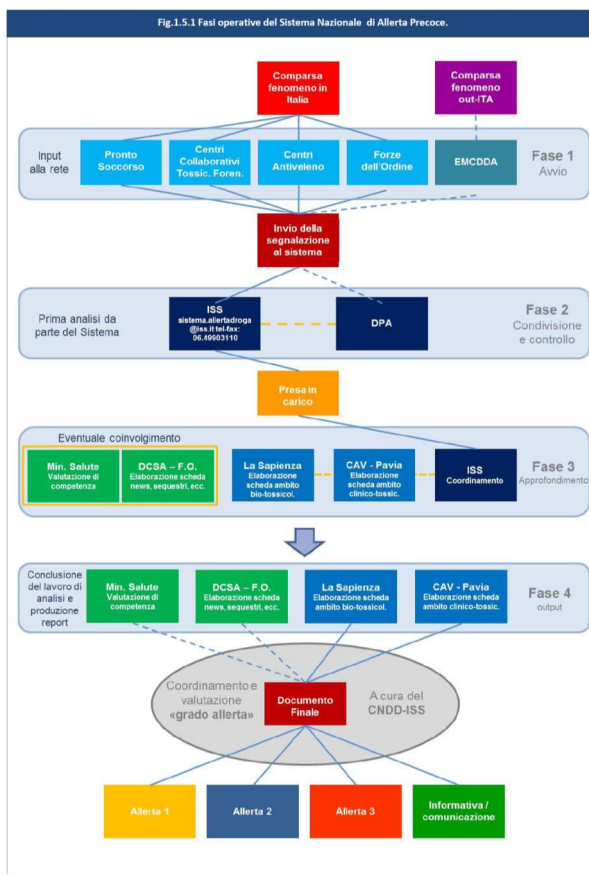 Fig.1.5.1 Fasi operative del Sistema Nazionale di Allerta Precoce.
Comparsa
fenomeno in
Italia
Comparsa
fenomeno
out-ITA
Input
alla rete
Pronto
Soccorso
Centri
Collaborativi
Tossic. Foren.
Centri
Antiveleno
Forze
dell'Ordine
EMCDDA
Fase 1
Avvio
Invio della
segnalazione
al sistema
Prima analisi da
parte del Sistema
ISS
sistema.allertadroga
@iss.it tel-fax:
06.49903110
DPA
Fase 2
Condivisione
e controllo
Presa in
carico
Eventuale coinvolgimento
Min. Salute
Valutazione di
competenza
DCSA – F.O.
Elaborazione scheda
news, sequestri, ecc.
La Sapienza
Elaborazione
scheda ambito
bio-tossicol.
CAV - Pavia
Elaborazione
scheda ambito
clinico-tossic.
ISS
Coordinamento
Fase 3
Approfondimento
Conclusione
del lavoro di
analisi e
produzione
report
Min. Salute
Valutazione di
competenza
DCSA – F.O.
Elaborazione scheda
news, sequestri, ecc.
La Sapienza
Elaborazione scheda
ambito bio-tossicol.
CAV - Pavia
Elaborazione scheda
ambito clinico-tossic.
Fase 4
output
Coordinamento e
valutazione
«grado allerta»
Documento
Finale
A cura del
CNDD-ISS
Allerta 1
Allerta 2
Allerta 3
Informativa /
comunicazione